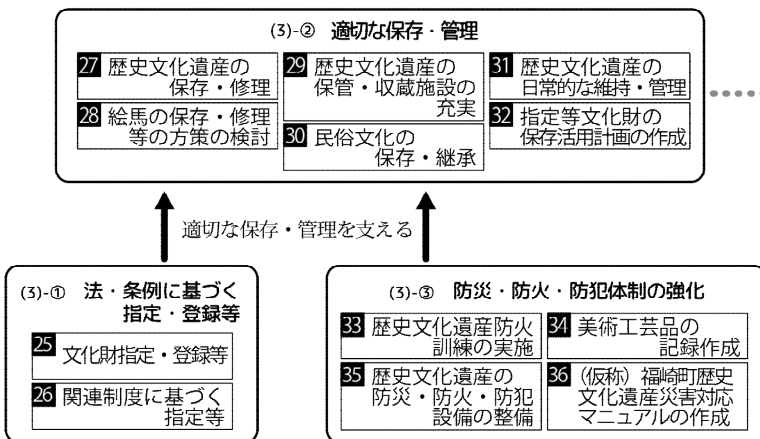 (3)-② 適切な保存・管理
27 歴史文化遺産の
保存・修理
28 絵馬の保存・修理
等の方策の検討
29 歴史文化遺産の
保管・収蔵施設の
充実
30 民俗文化の
保存・継承
31 歴史文化遺産の
日常的な維持・管理
32 指定等文化財の
保存活用計画の作成
適切な保存・管理を支える
(3)-① 法・条例に基づく
指定・登録等
25 文化財指定・登録等
26 関連制度に基づく
指定等
(3)-③ 防災・防火・防犯体制の強化
33 歴史文化遺産防火
訓練の実施
34 美術工芸品の
記録作成
35 歴史文化遺産の
防災・防火・防犯
設備の整備
36 (仮称) 福崎町歴史
文化遺産災害対応
マニュアルの作成